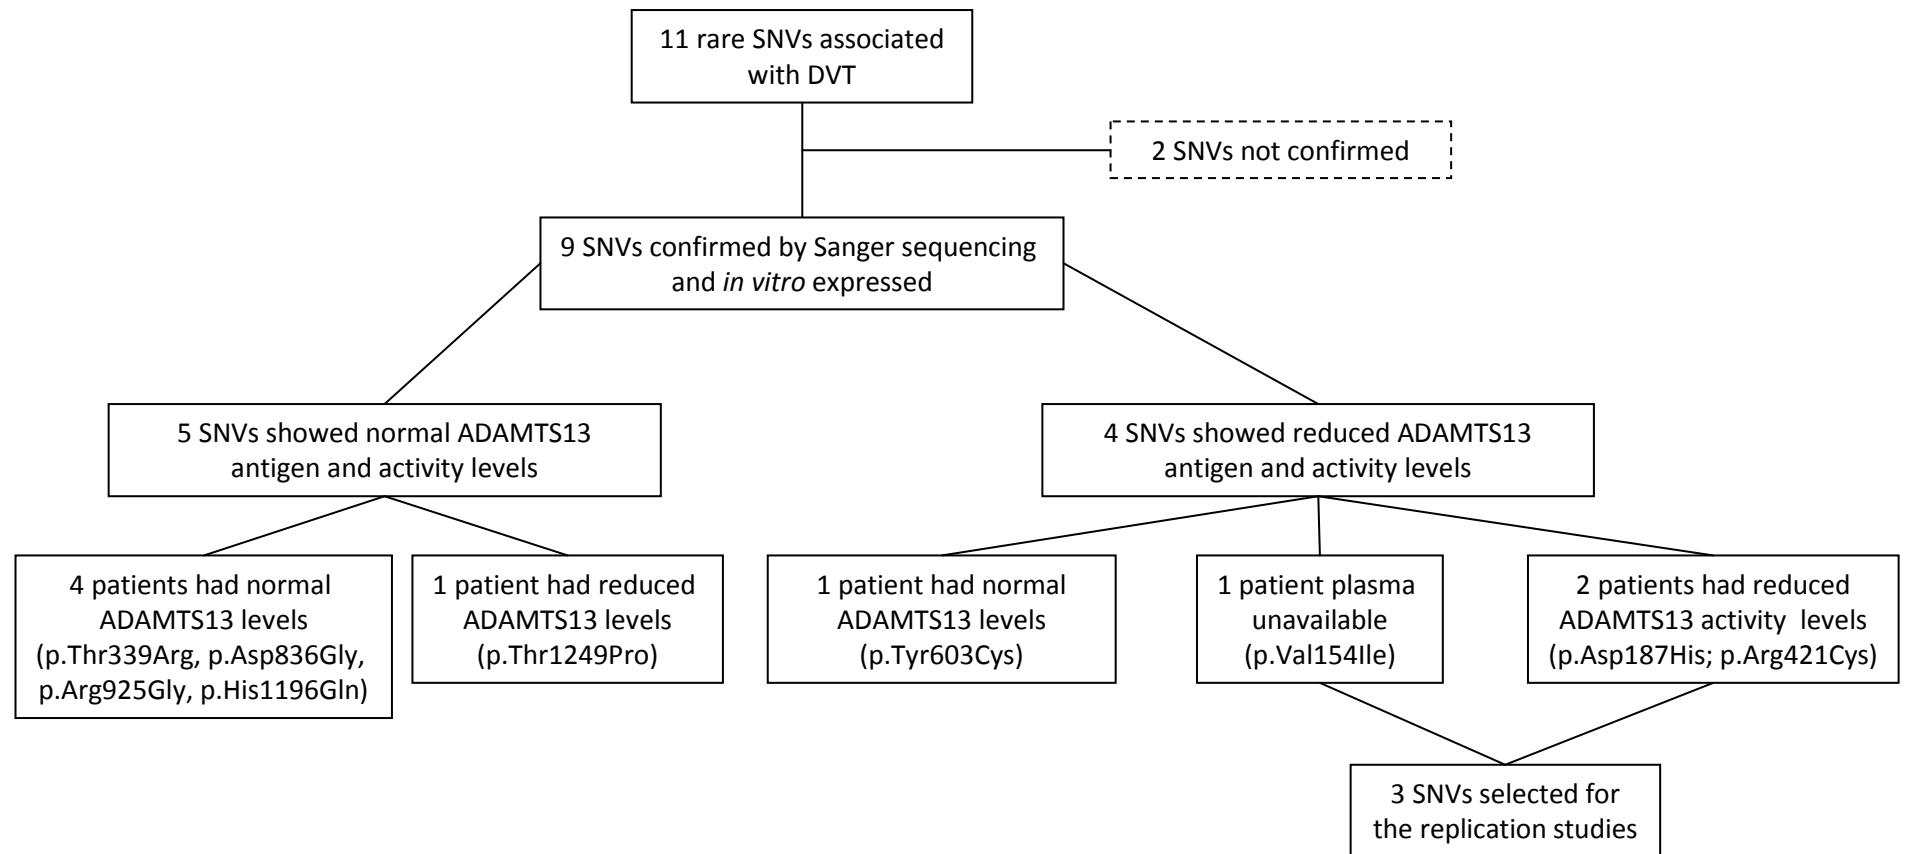 11 rare SNVs associated
with DVT
2 SNVs not confirmed
9 SNVs confirmed by Sanger sequencing
and in vitro expressed
5 SNVs showed normal ADAMTS13
antigen and activity levels
4 SNVs showed reduced ADAMTS13
antigen and activity levels
4 patients had normal
ADAMTS13 levels
(p.Thr339Arg, p.Asp836Gly,
p.Arg925Gly, p.His1196Gln)
1 patient had reduced
ADAMTS13 levels
(p.Thr1249Pro)
1 patient had normal
ADAMTS13 levels
(p.Tyr603Cys)
1 patient plasma
unavailable
(p.Val154Ile)
2 patients had reduced
ADAMTS13 activity levels
(p.Asp187His; p.Arg421Cys)
3 SNVs selected for
the replication studies